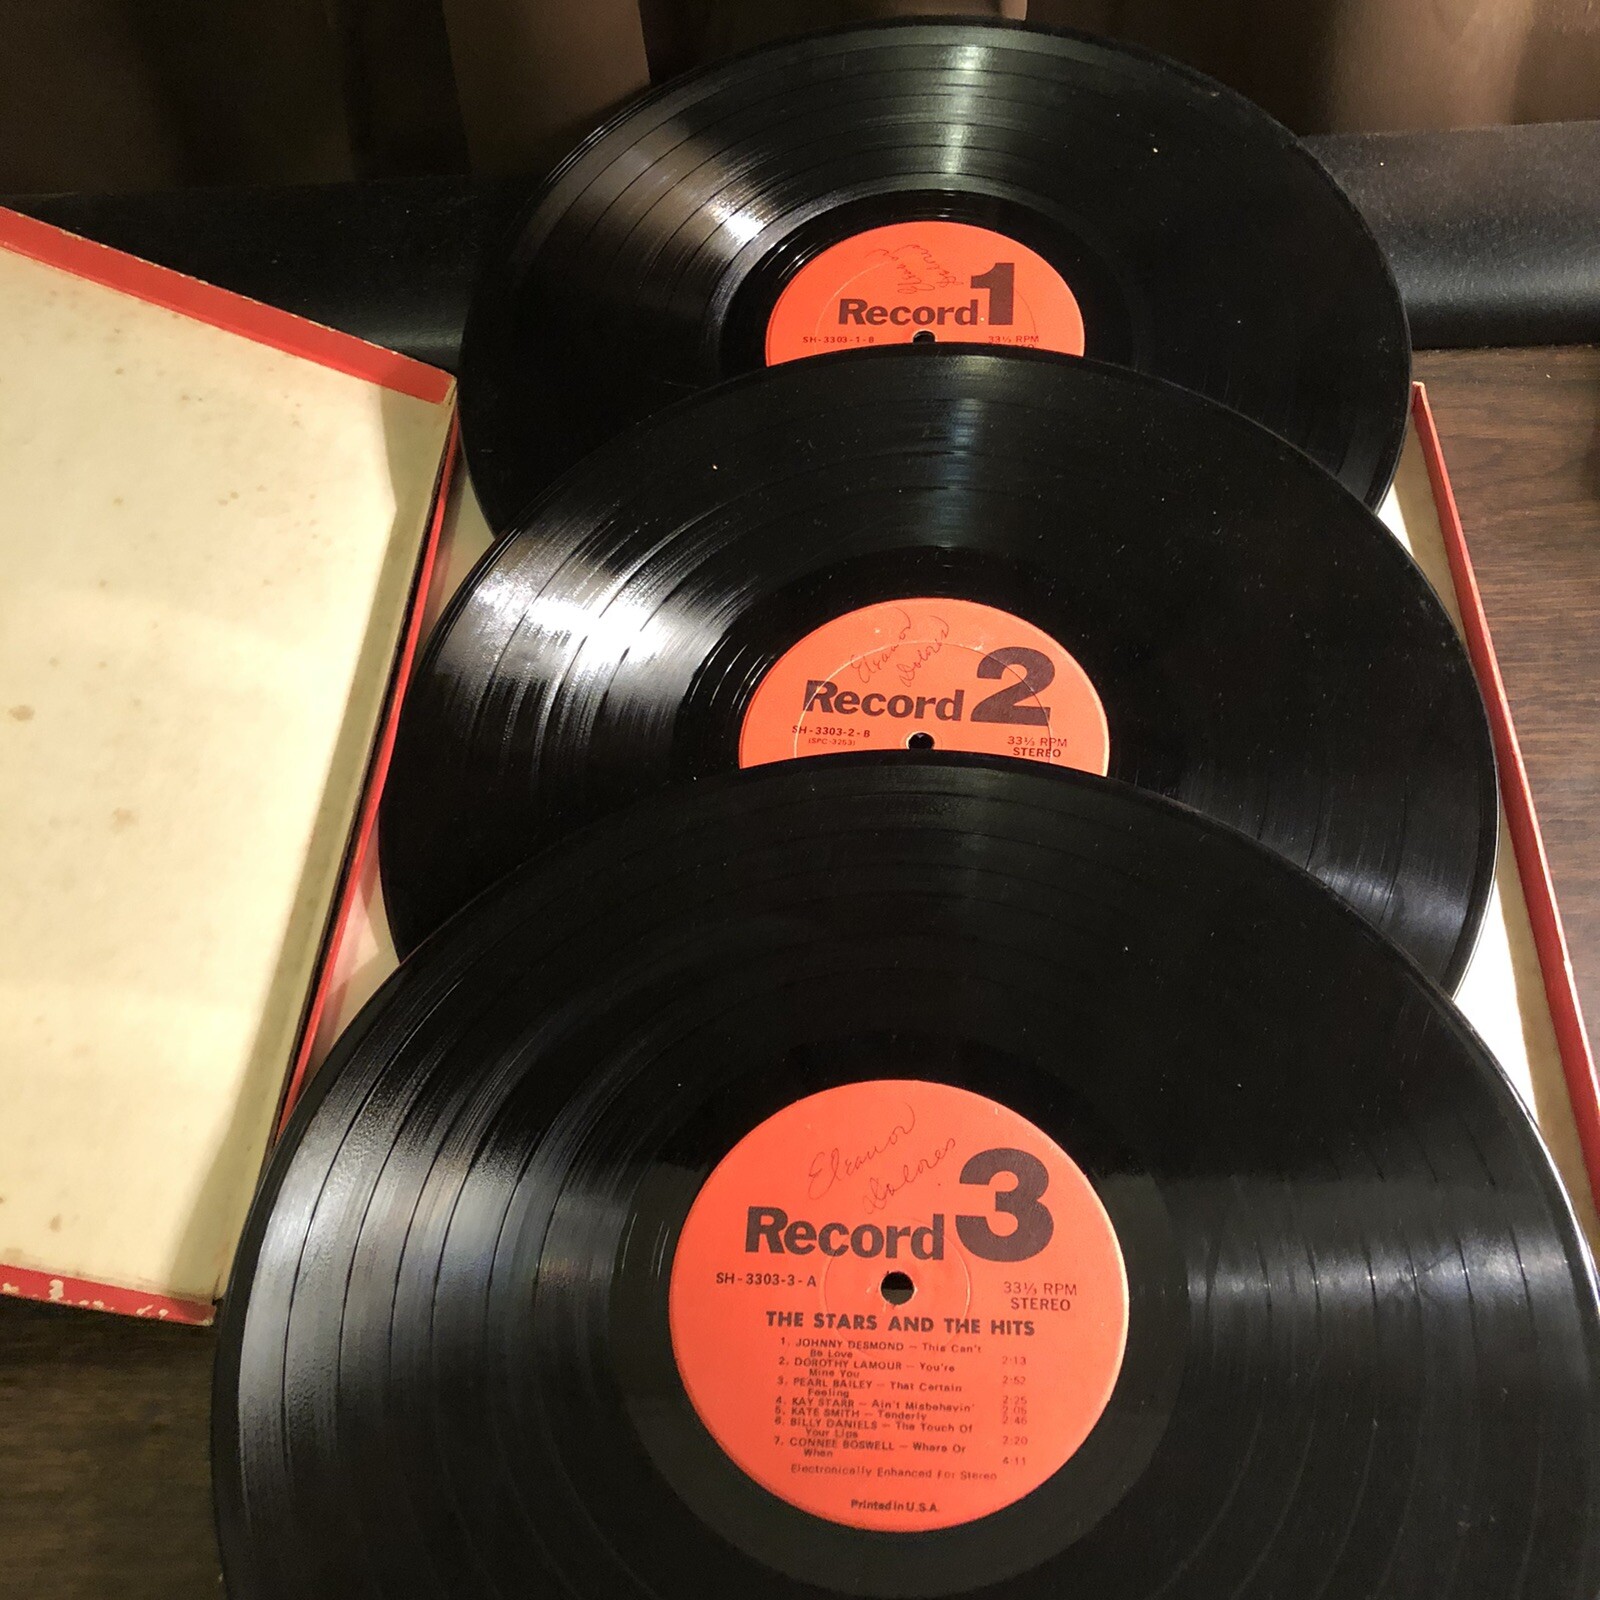 Record 1
SH-3303-1-B
33⅓ RPM
Eleanor
Dolores
Record 2
SH-3303-2-B
(SPC-3253)
33⅓ RPM
STEREO
Eleanor
Dolores
Record 3
SH-3303-3-A
33⅓ RPM
STEREO
THE STARS AND THE HITS
1. JOHNNY DESMOND — This Can't
Be Love 2:13
2. DOROTHY LAMOUR — You're
Mine You 2:52
3. PEARL BAILEY — That Certain
Feeling 2:25
4. KAY STARR — Ain't Misbehavin'
5. KATE SMITH — Tenderly 2:46
6. BILLY DANIELS — The Touch Of
Your Lips 2:20
7. CONNEE BOSWELL — Where Or
When 4:11
Electronically Enhanced For Stereo
Printed in U.S.A.